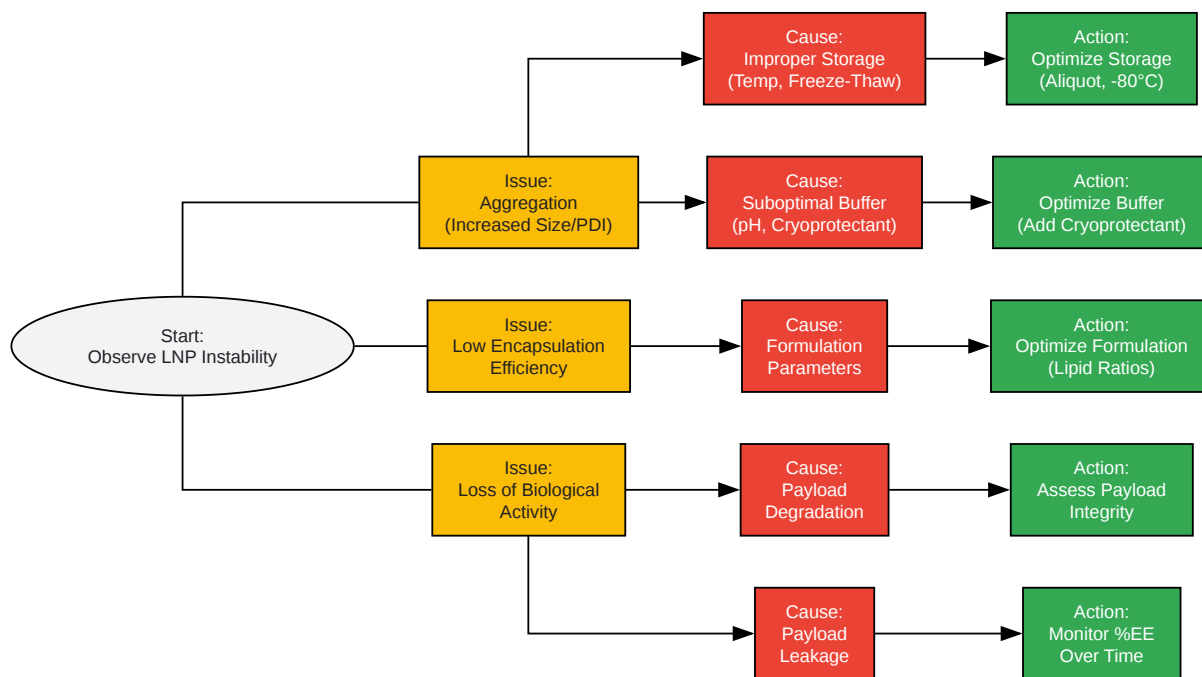 Cause:
Improper Storage
(Temp, Freeze-Thaw)
Action:
Optimize Storage
(Aliquot, -80°C)
Issue:
Aggregation
(Increased Size/PDI)
Cause:
Suboptimal Buffer
(pH, Cryoprotectant)
Action:
Optimize Buffer
(Add Cryoprotectant)
Start:
Observe LNP Instability
Issue:
Low Encapsulation
Efficiency
Cause:
Formulation
Parameters
Action:
Optimize Formulation
(Lipid Ratios)
Issue:
Loss of Biological
Activity
Cause:
Payload
Degradation
Action:
Assess Payload
Integrity
Cause:
Payload
Leakage
Action:
Monitor %EE
Over Time